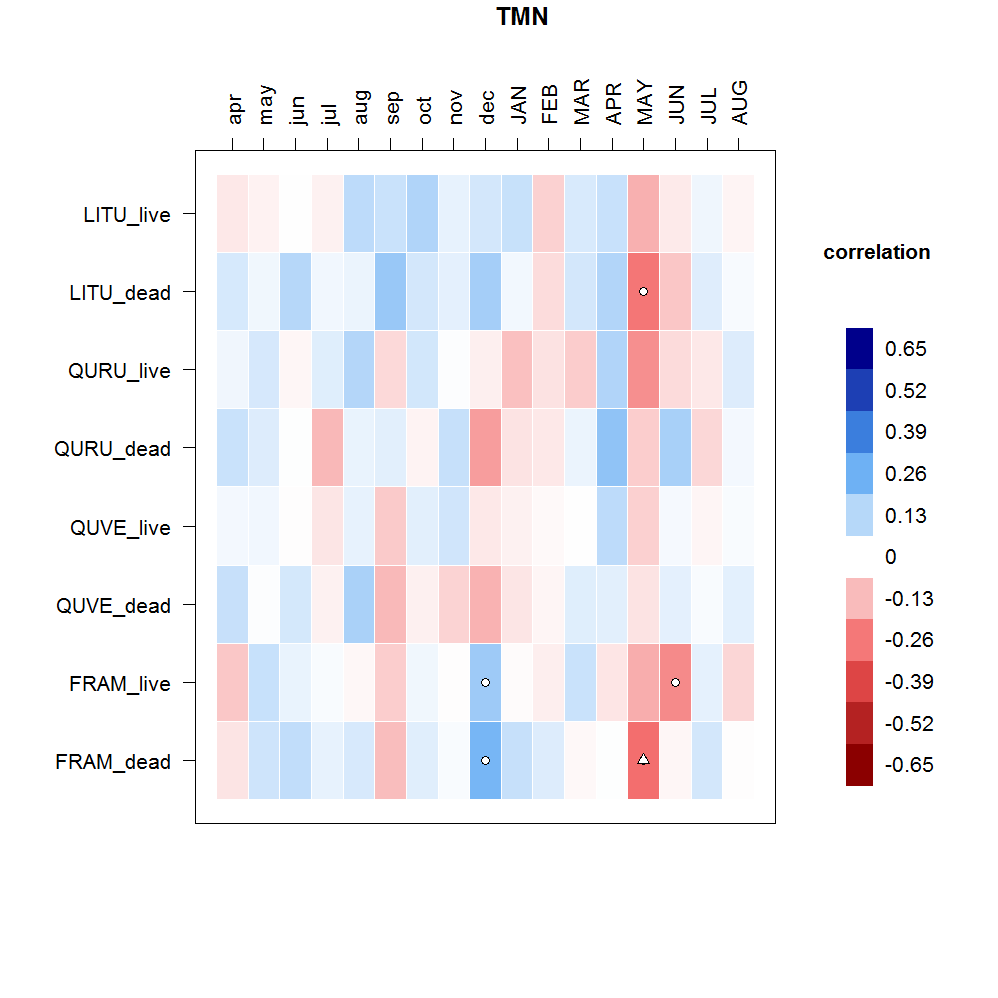 TMN
apr may jun jul aug sep oct nov dec JAN FEB MAR APR MAY JUN JUL AUG
LITU_live
LITU_dead
QURU_live
QURU_dead
QUVE_live
QUVE_dead
FRAM_live
FRAM_dead
correlation
0.65
0.52
0.39
0.26
0.13
0
-0.13
-0.26
-0.39
-0.52
-0.65